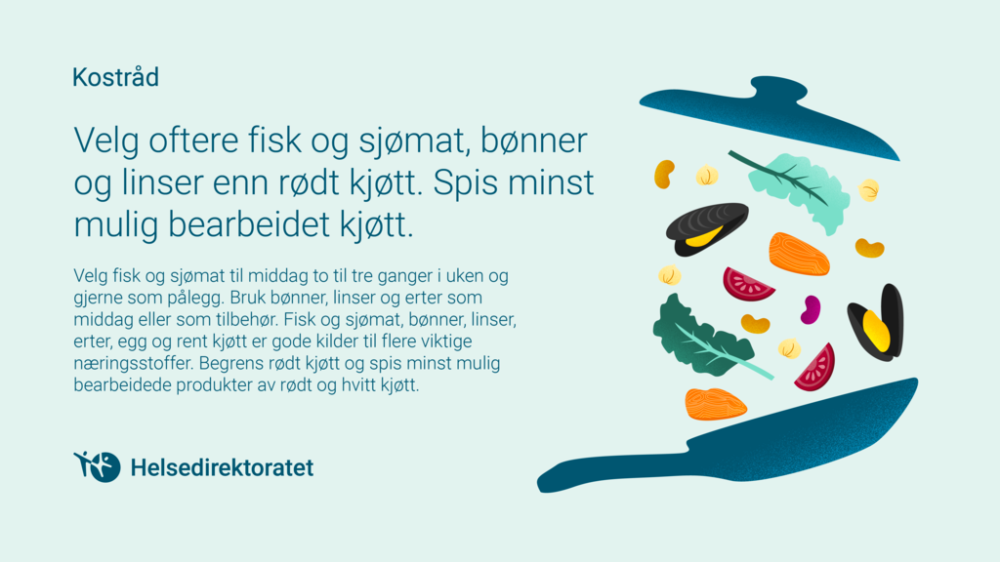 Kostråd
Velg oftere fisk og sjømat, bønner
og linser enn rødt kjøtt. Spis minst
mulig bearbeidet kjøtt.
Velg fisk og sjømat til middag to til tre ganger i uken og
gjerne som pålegg. Bruk bønner, linser og erter som
middag eller som tilbehør. Fisk og sjømat, bønner, linser,
erter, egg og rent kjøtt er gode kilder til flere viktige
næringsstoffer. Begrens rødt kjøtt og spis minst mulig
bearbeidede produkter av rødt og hvitt kjøtt.
Helsedirektoratet